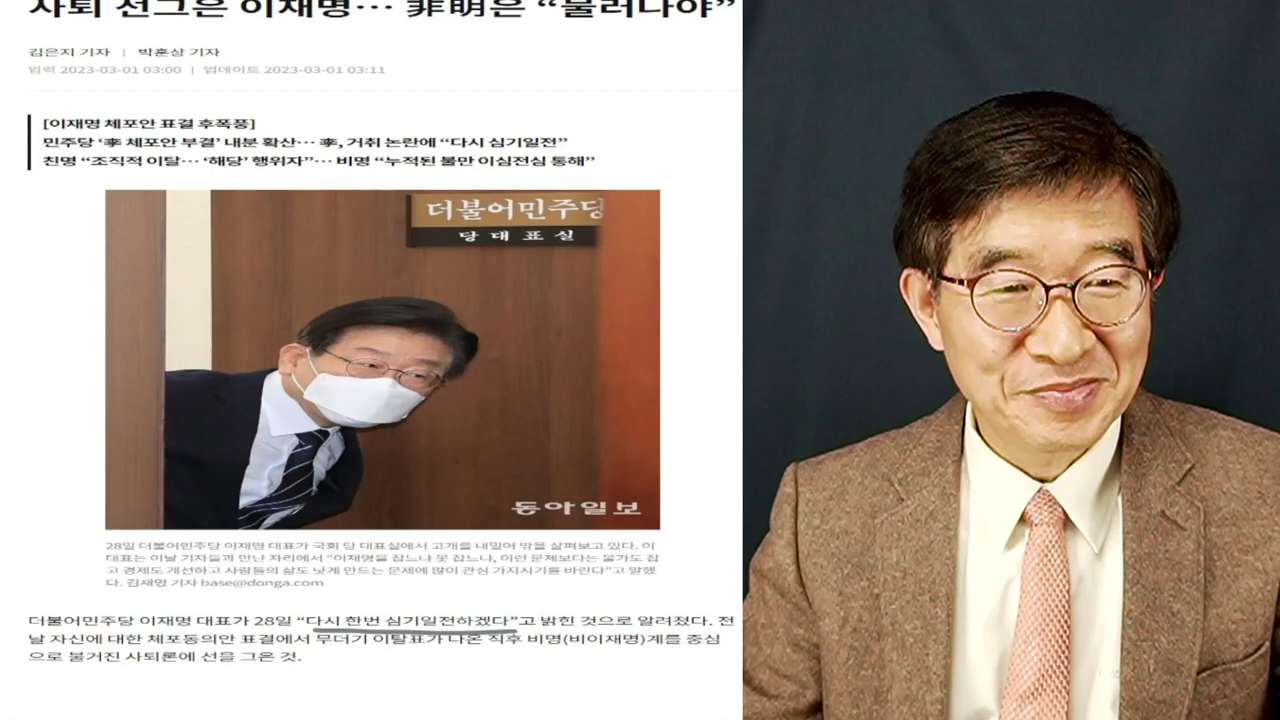 사퇴 선그은 이재명… 非明은 “물러나야”
김은지 기자 | 박훈상 기자
입력 2023-03-01 03:00 | 업데이트 2023-03-01 03:11
[이재명 체포안 표결 후폭풍]
민주당 ‘李 체포안 부결’ 내분 확산… 李, 거취 논란에 “다시 심기일전”
친명 “조직적 이탈… ‘해당’ 행위자”… 비명 “누적된 불만 이심전심 통해”
더불어민주당
당대표실
동아일보
28일 더불어민주당 이재명 대표가 국회 당 대표실에서 고개를 내밀어 밖을 살펴보고 있다. 이
대표는 이날 기자들과 만난 자리에서 “이재명을 잡느냐 못 잡느냐, 이런 문제보다는 물가도 잡
고 경제도 개선하고 사람들의 삶도 낫게 만드는 문제에 많이 관심 가지시기를 바란다”고 말했
다. 김재명 기자 base@donga.com
더불어민주당 이재명 대표가 28일 “다시 한번 심기일전하겠다”고 밝힌 것으로 알려졌다. 전
날 자신에 대한 체포동의안 표결에서 무더기 이탈표가 나온 직후 비명(비이재명)계를 중심
으로 불거진 사퇴론에 선을 그은 것.